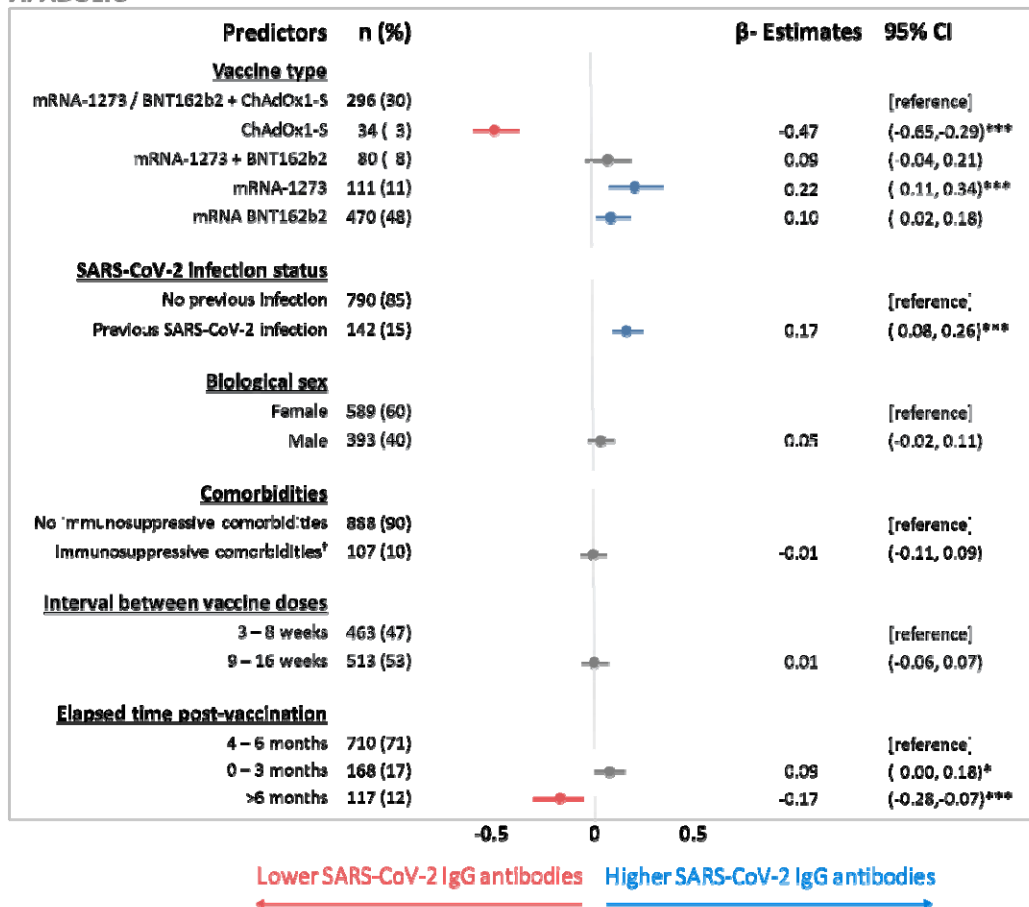 Predictors n (%) β- Estimates 95% CI
Vaccine type
mRNA-1273 / BNT162b2 + ChAdOx1-S 296 (30) [reference]
ChAdOx1-S 34 ( 3) -0.47 (-0.65,-0.29)***
mRNA-1273 + BNT162b2 80 ( 8) 0.09 (-0.04, 0.21)
mRNA-1273 111 (11) 0.22 ( 0.11, 0.34)***
mRNA BNT162b2 470 (48) 0.10 ( 0.02, 0.18)
SARS-CoV-2 infection status
No previous infection 790 (85) [reference]
Previous SARS-CoV-2 infection 142 (15) 0.17 ( 0.08, 0.26)***
Biological sex
Female 589 (60) [reference]
Male 393 (40) 0.05 (-0.02, 0.11)
Comorbidities
No immunosuppressive comorbidities 888 (90) [reference]
Immunosuppressive comorbidities† 107 (10) -0.01 (-0.11, 0.09)
Interval between vaccine doses
3 – 8 weeks 463 (47) [reference]
9 – 16 weeks 513 (53) 0.01 (-0.06, 0.07)
Elapsed time post-vaccination
4 – 6 months 710 (71) [reference]
0 – 3 months 168 (17) 0.09 ( 0.00, 0.18)*
>6 months 117 (12) -0.17 (-0.28,-0.07)***
-0.5 0 0.5
Lower SARS-CoV-2 IgG antibodies Higher SARS-CoV-2 IgG antibodies